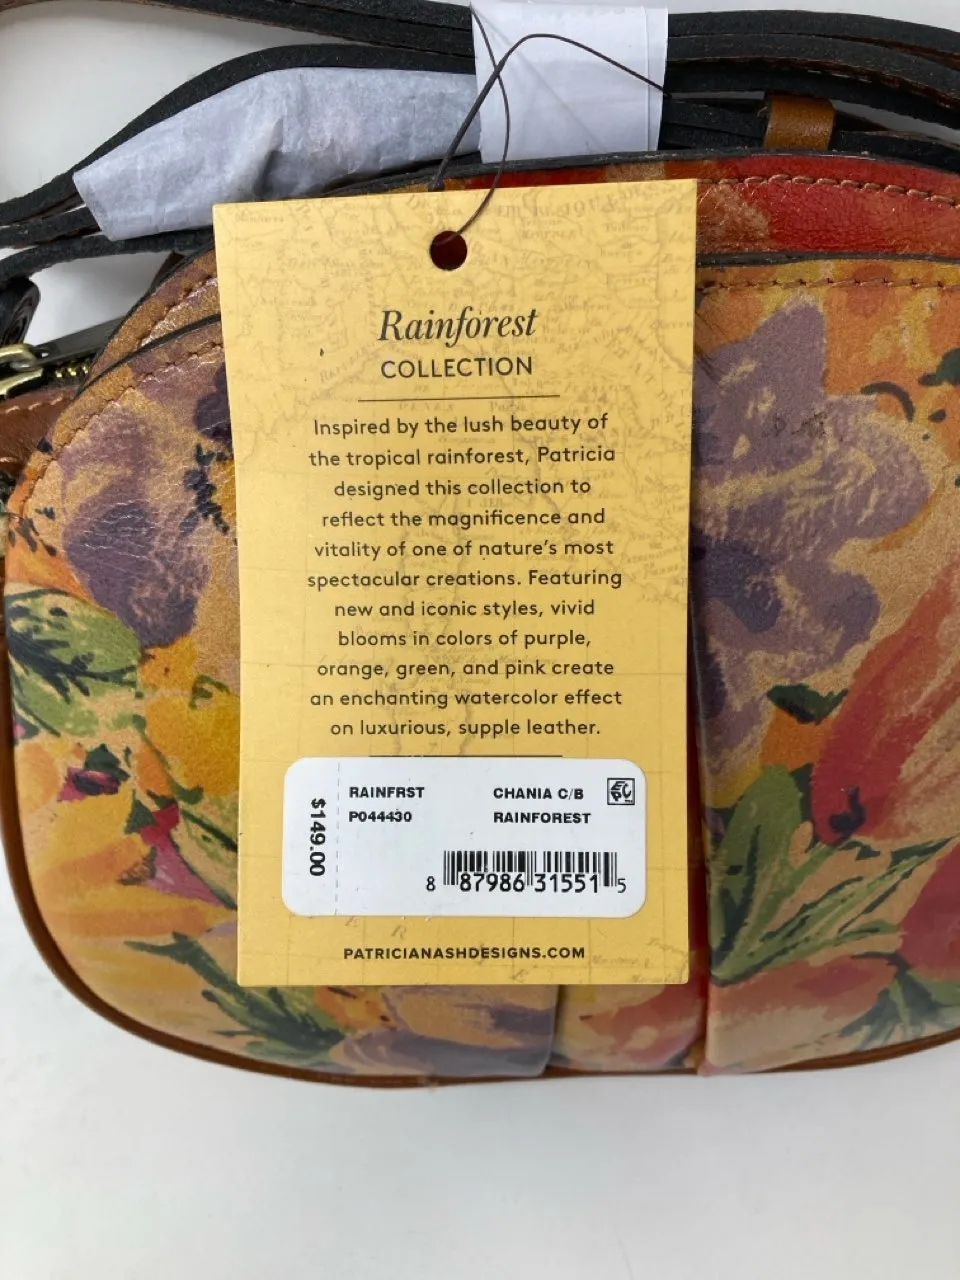 Rainforest
COLLECTION
Inspired by the lush beauty of
the tropical rainforest, Patricia
designed this collection to
reflect the magnificence and
vitality of one of nature's most
spectacular creations. Featuring
new and iconic styles, vivid
blooms in colors of purple,
orange, green, and pink create
an enchanting watercolor effect
on luxurious, supple leather.
$149.00
RAINFRST CHANIA C/B
P044430 RAINFOREST
8 87986 31551 5
PATRICIANASHDESIGNS.COM